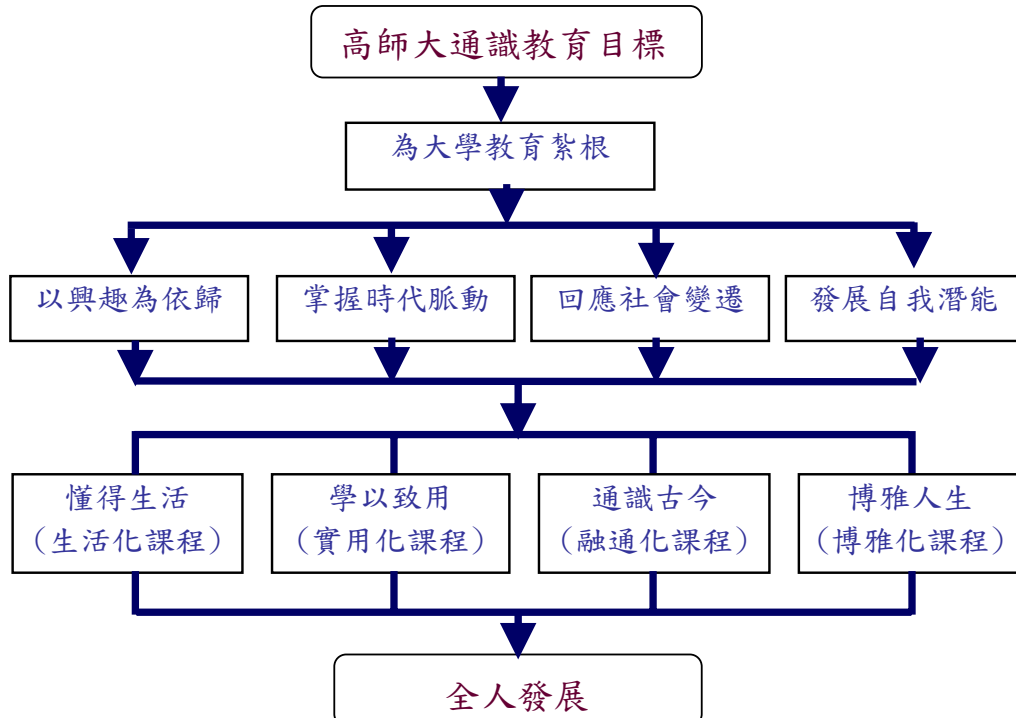 高師大通識教育目標
為大學教育紮根
以興趣為依歸
掌握時代脈動
回應社會變遷
發展自我潛能
懂得生活
（生活化課程）
學以致用
（實用化課程）
通識古今
（融通化課程）
博雅人生
（博雅化課程）
全人發展